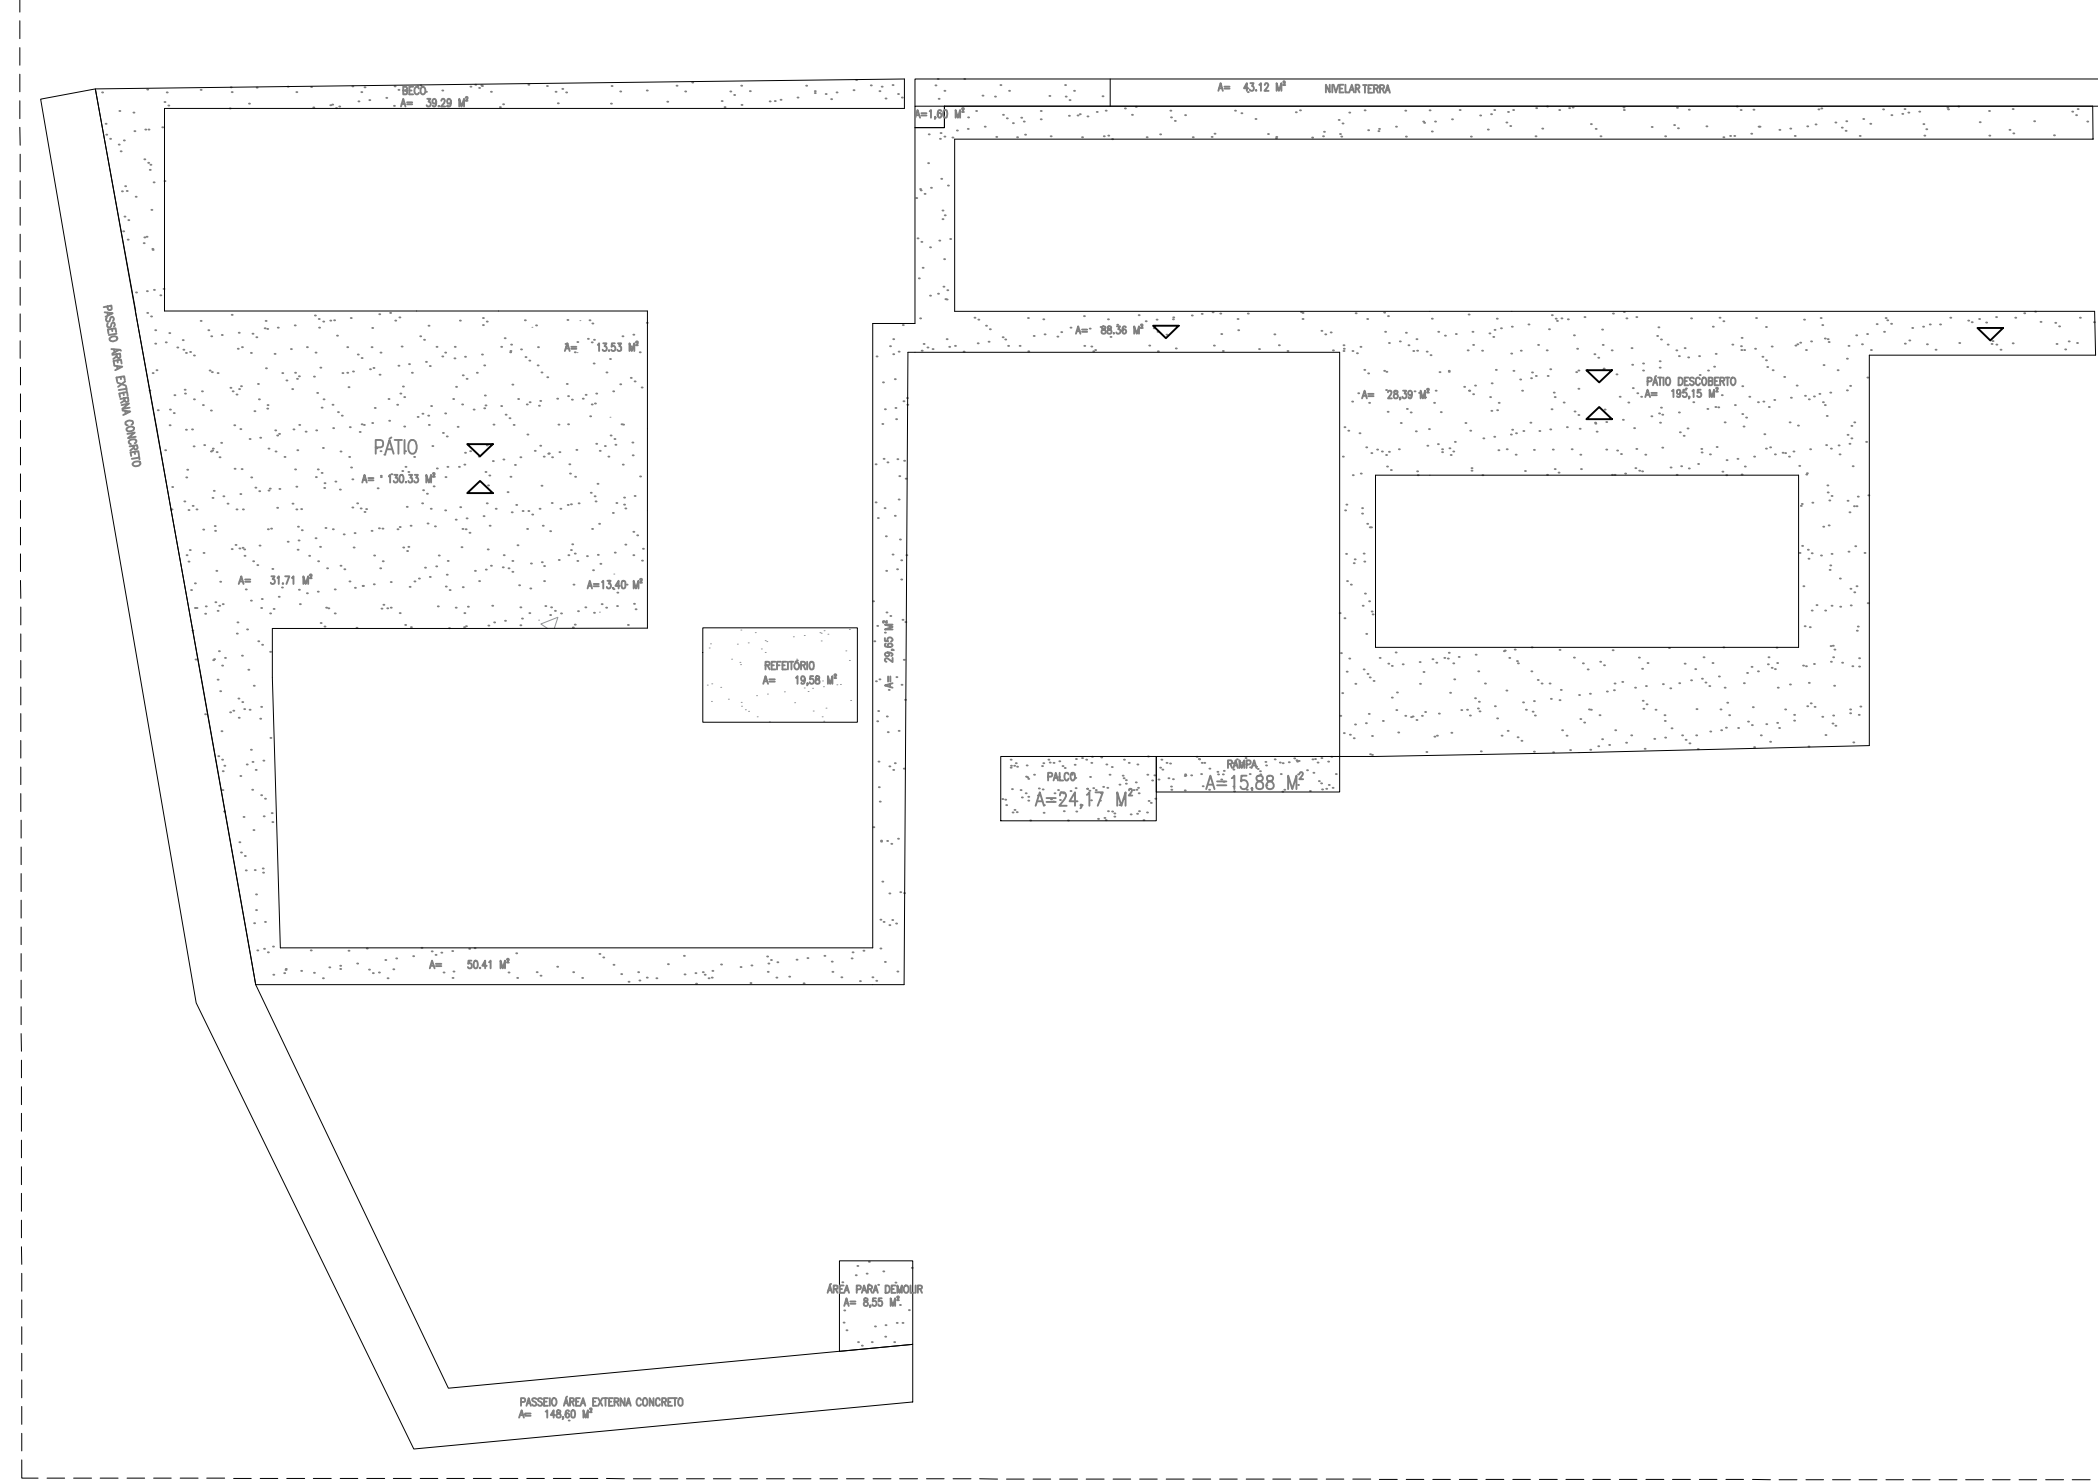 BECO
A= 39.29 M²
A= 43.12 M²
NIVELAR TERRA
A=1,60 M²
PASSEIO ÁREA EXTERNA CONCRETO
A= 13.53 M²
A= 88.36 M²
A= 28,39 M²
PÁTIO DESCOBERTO
A= 195,15 M²
PÁTIO
A= 130.33 M²
A= 31.71 M²
A=13.40 M²
REFEITÓRIO
A= 19,58 M²
A= 29,65 M²
PALCO
A=24,17 M²
RAMPA
A=15,88 M²
A= 50.41 M²
ÁREA PARA DEMOLIR
A= 8,55 M²
PASSEIO ÁREA EXTERNA CONCRETO
A= 148,60 M²